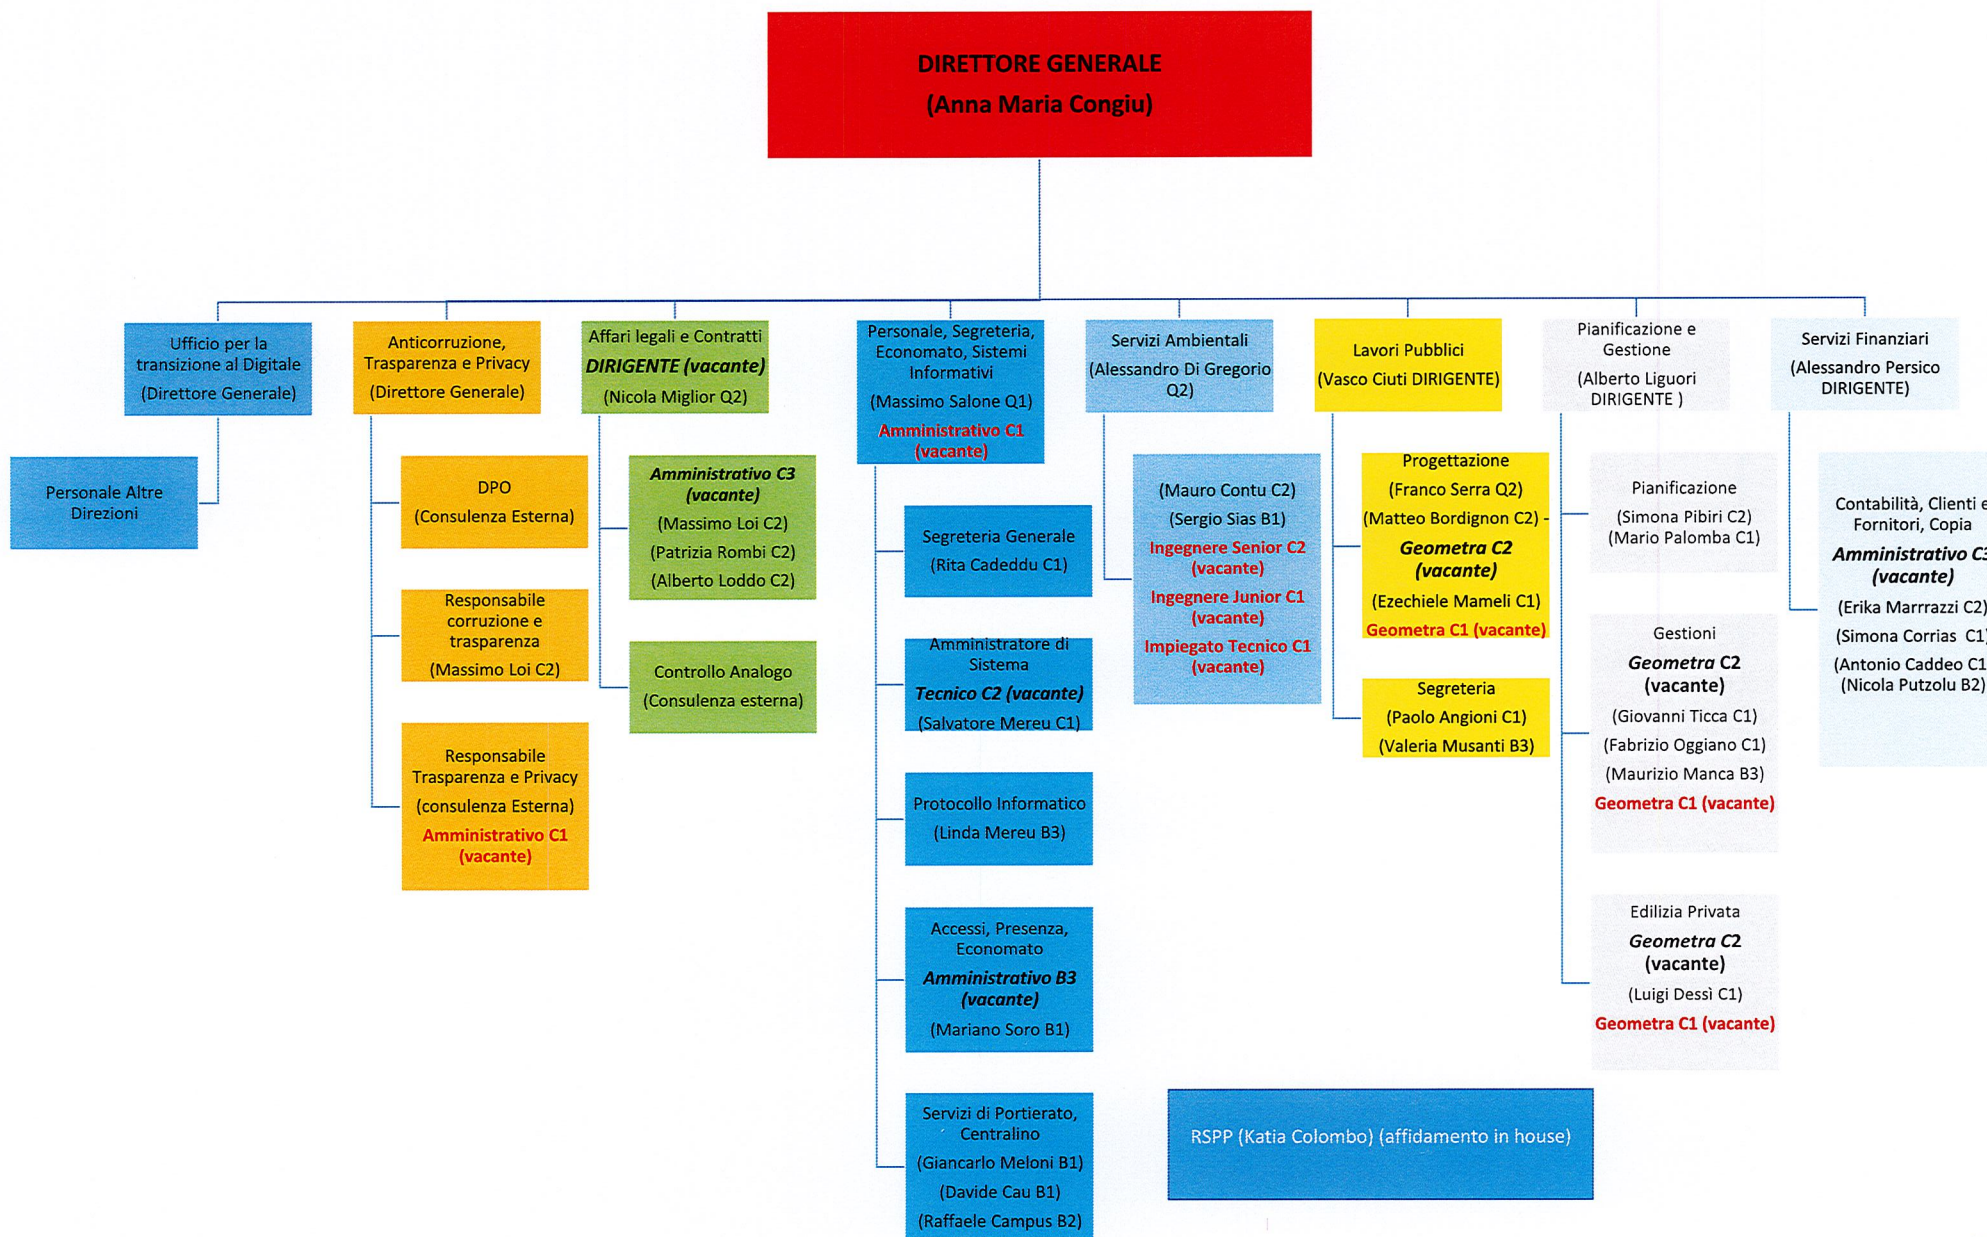 DIRETTORE GENERALE
(Anna Maria Congiu)
Ufficio per la
transizione al Digitale
(Direttore Generale)
Personale Altre
Direzioni
Anticorruzione,
Trasparenza e Privacy
(Direttore Generale)
DPO
(Consulenza Esterna)
Responsabile
corruzione e
trasparenza
(Massimo Loi C2)
Responsabile
Trasparenza e Privacy
(consulenza Esterna)
Amministrativo C1
(vacante)
Affari legali e Contratti
DIRIGENTE (vacante)
(Nicola Miglior Q2)
Amministrativo C3
(vacante)
(Massimo Loi C2)
(Patrizia Rombi C2)
(Alberto Loddo C2)
Controllo Analogo
(Consulenza esterna)
Personale, Segreteria,
Economato, Sistemi
Informativi
(Massimo Salone Q1)
Amministrativo C1
(vacante)
Segreteria Generale
(Rita Cadeddu C1)
Amministratore di
Sistema
Tecnico C2 (vacante)
(Salvatore Mereu C1)
Protocollo Informatico
(Linda Mereu B3)
Accessi, Presenza,
Economato
Amministrativo B3
(vacante)
(Mariano Soro B1)
Servizi di Portierato,
Centralino
(Giancarlo Meloni B1)
(Davide Cau B1)
(Raffaele Campus B2)
Servizi Ambientali
(Alessandro Di Gregorio
Q2)
(Mauro Contu C2)
(Sergio Sias B1)
Ingegnere Senior C2
(vacante)
Ingegnere Junior C1
(vacante)
Impiegato Tecnico C1
(vacante)
Lavori Pubblici
(Vasco Ciuti DIRIGENTE)
Progettazione
(Franco Serra Q2)
(Matteo Bordignon C2) -
Geometra C2
(vacante)
(Ezechiele Mameli C1)
Geometra C1 (vacante)
Segreteria
(Paolo Angioni C1)
(Valeria Musanti B3)
Pianificazione e
Gestione
(Alberto Liguori
DIRIGENTE )
Pianificazione
(Simona Pibiri C2)
(Mario Palomba C1)
Gestioni
Geometra C2
(vacante)
(Giovanni Ticca C1)
(Fabrizio Oggiano C1)
(Maurizio Manca B3)
Geometra C1 (vacante)
Edilizia Privata
Geometra C2
(vacante)
(Luigi Dessì C1)
Geometra C1 (vacante)
Servizi Finanziari
(Alessandro Persico
DIRIGENTE)
Contabilità, Clienti e
Fornitori, Copia
Amministrativo C3
(vacante)
(Erika Marrrazzi C2)
(Simona Corrias C1)
(Antonio Caddeo C1
(Nicola Putzolu B2)
RSPP (Katia Colombo) (affidamento in house)